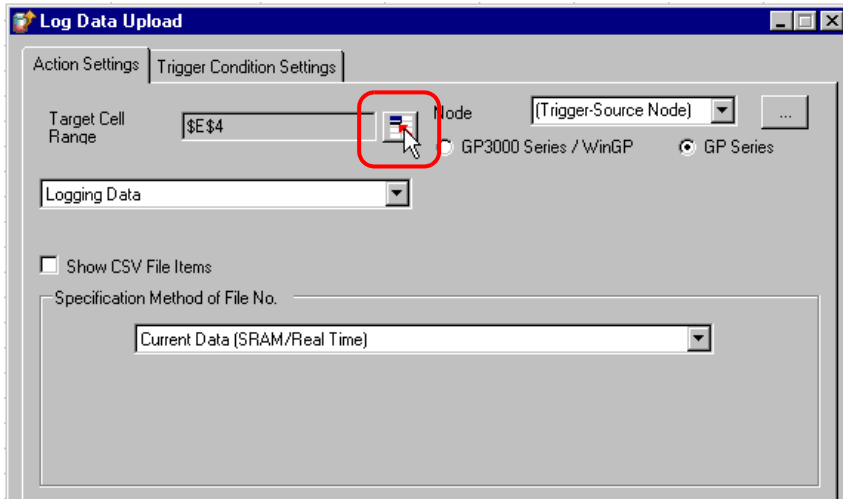 Log Data Upload
Action Settings
Trigger Condition Settings
Target Cell
Range
$E$4
Node
(Trigger-Source Node)
...
GP3000 Series / WinGP
GP Series
Logging Data
Show CSV File Items
Specification Method of File No.
Current Data (SRAM/Real Time)